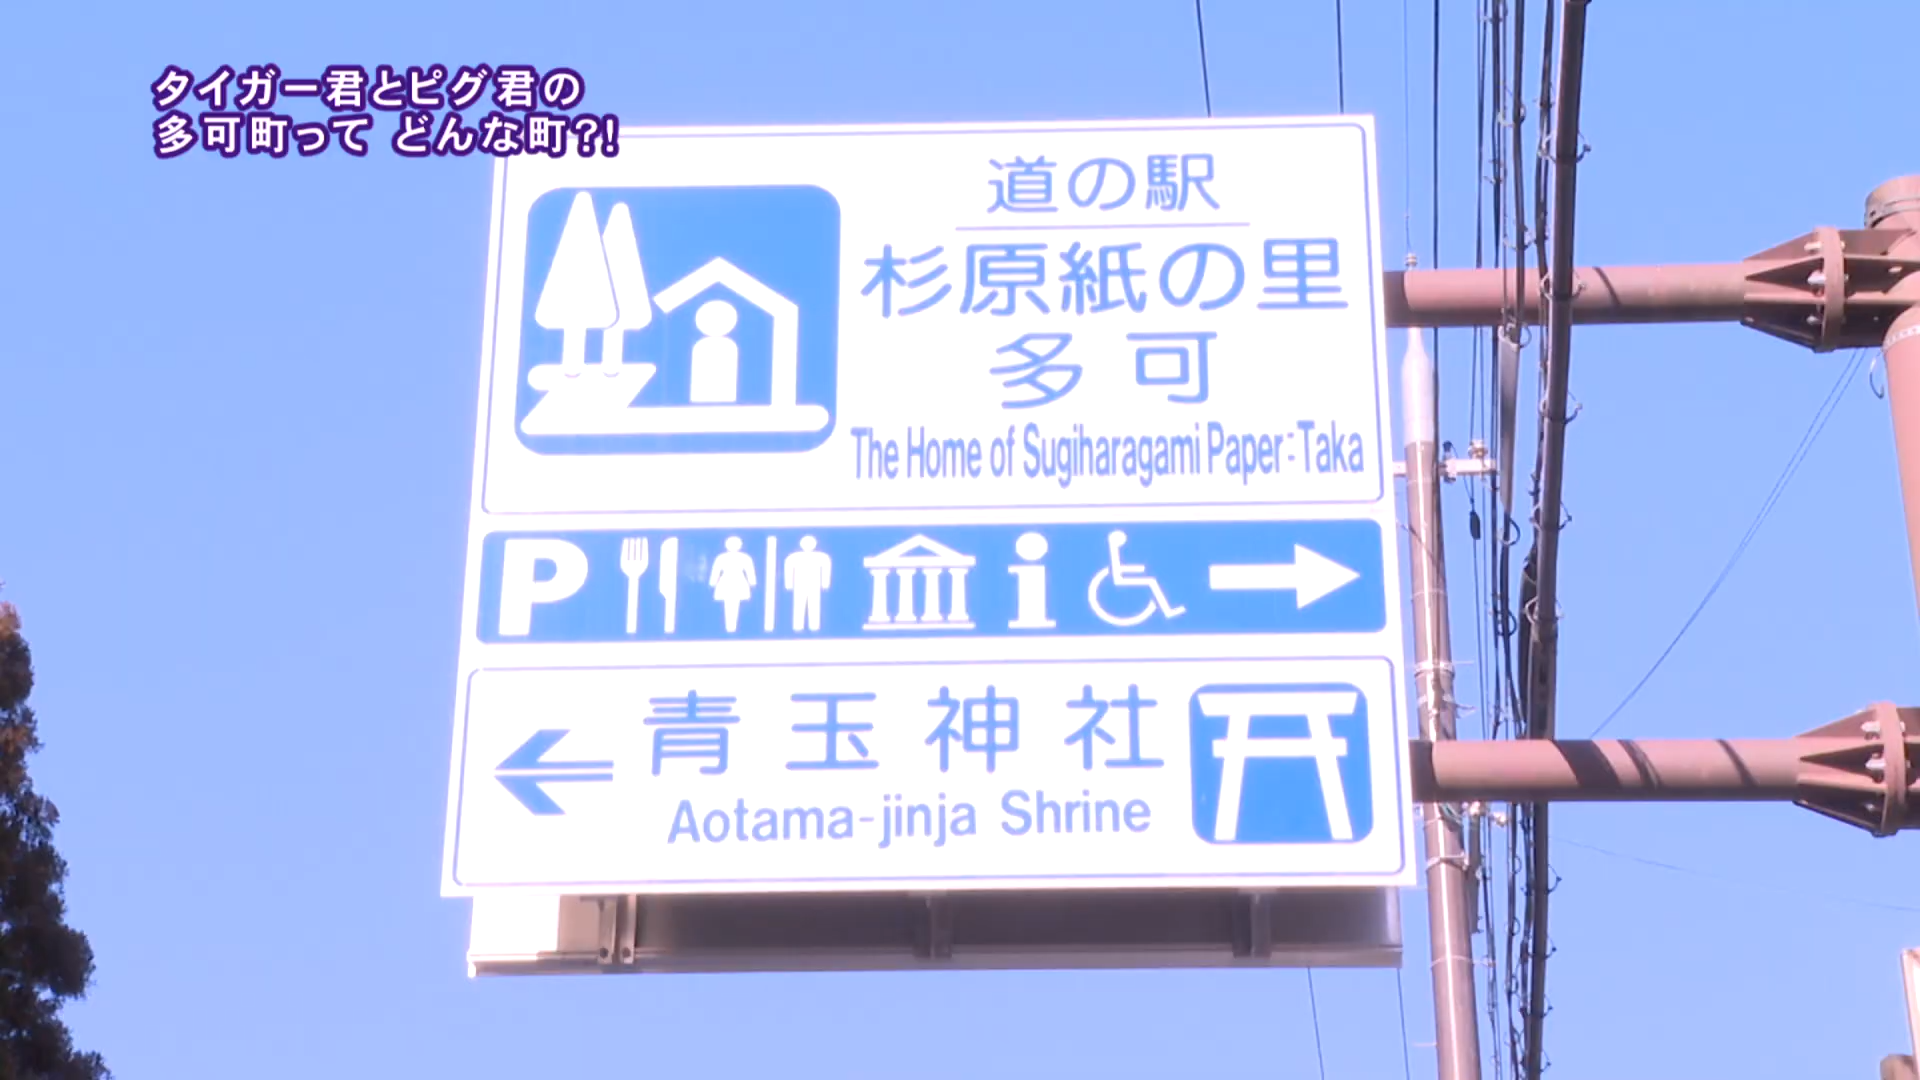 タイガー君とピグ君の
多可町って どんな町?!
道の駅
杉原紙の里
多可
The Home of Sugiharagami Paper:Taka
P
青玉神社
Aotama-jinja Shrine